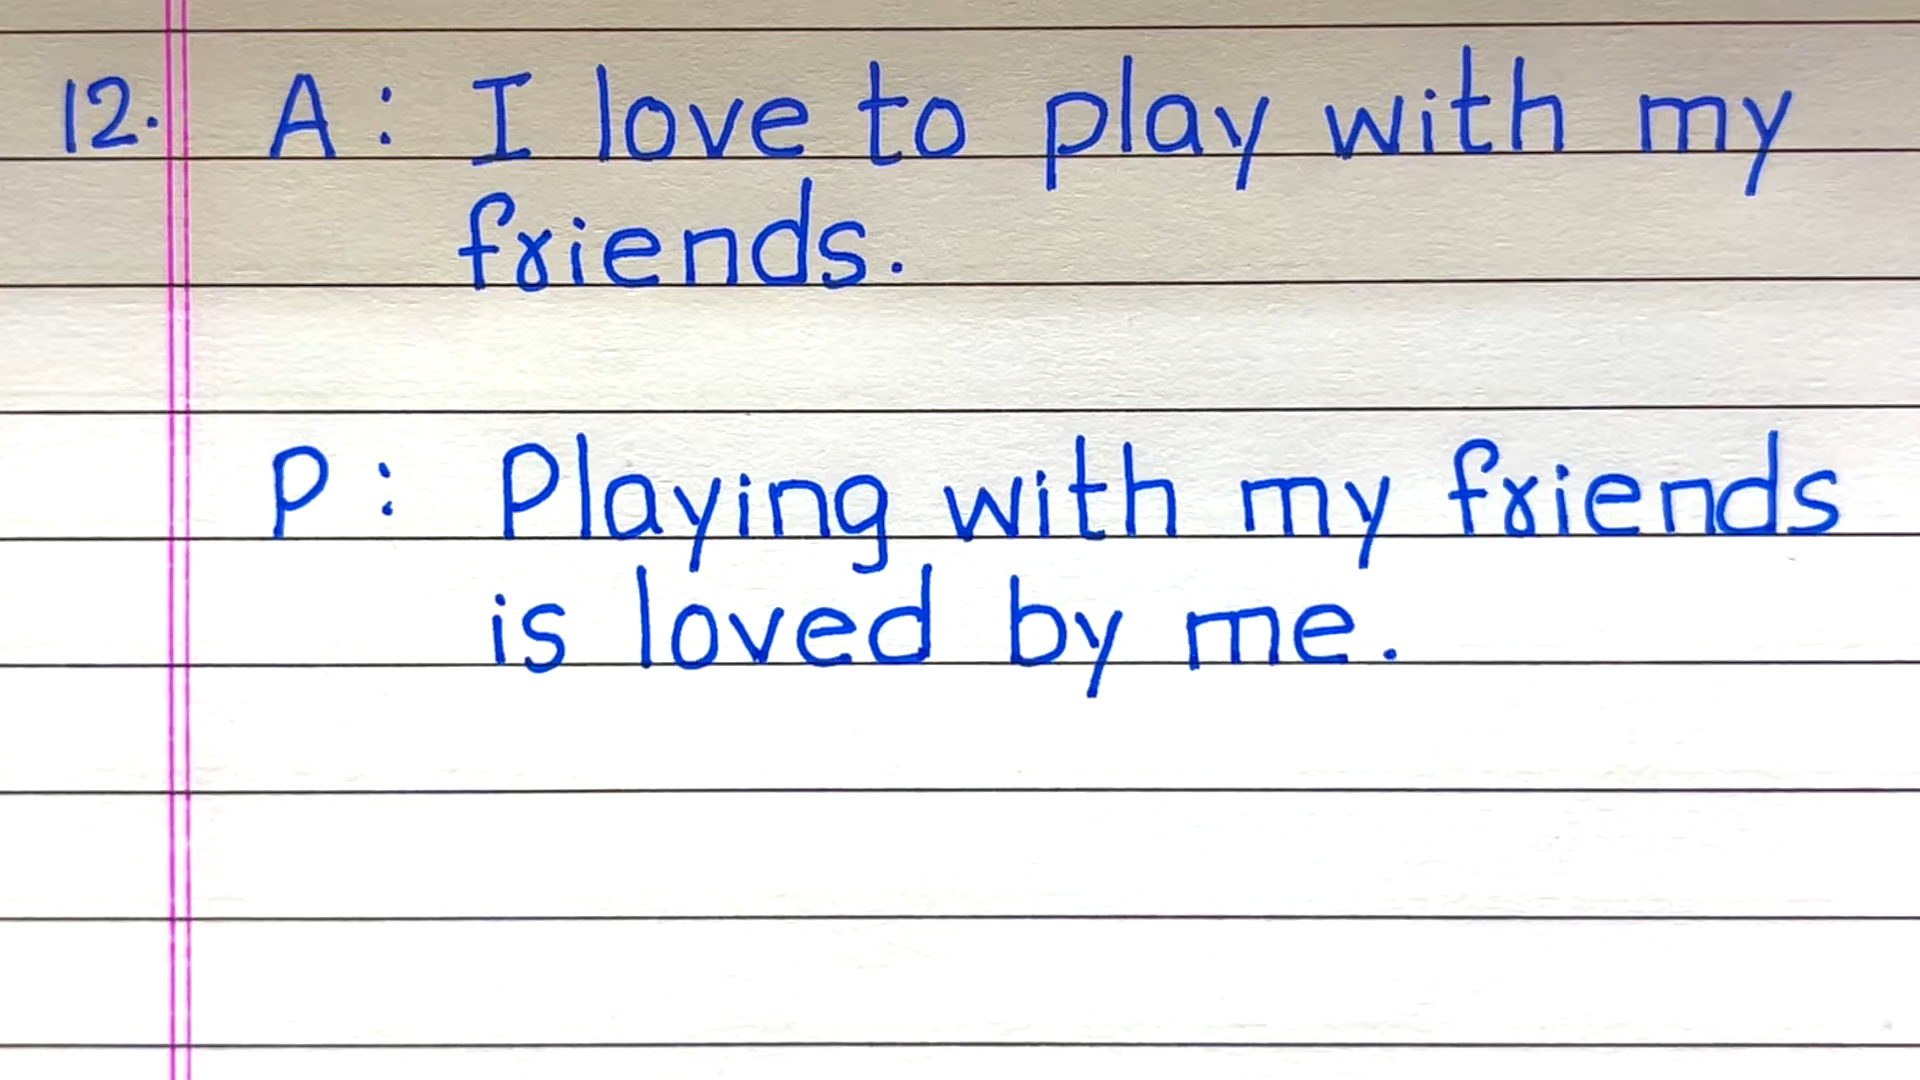 12. A: I love to play with my
friends.
P: Playing with my friends
is loved by me.